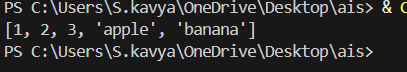 PS C:\Users\S.kavya\OneDrive\Desktop\ais> &
[1, 2, 3, 'apple', 'banana']
PS C:\Users\S.kavya\OneDrive\Desktop\ais>